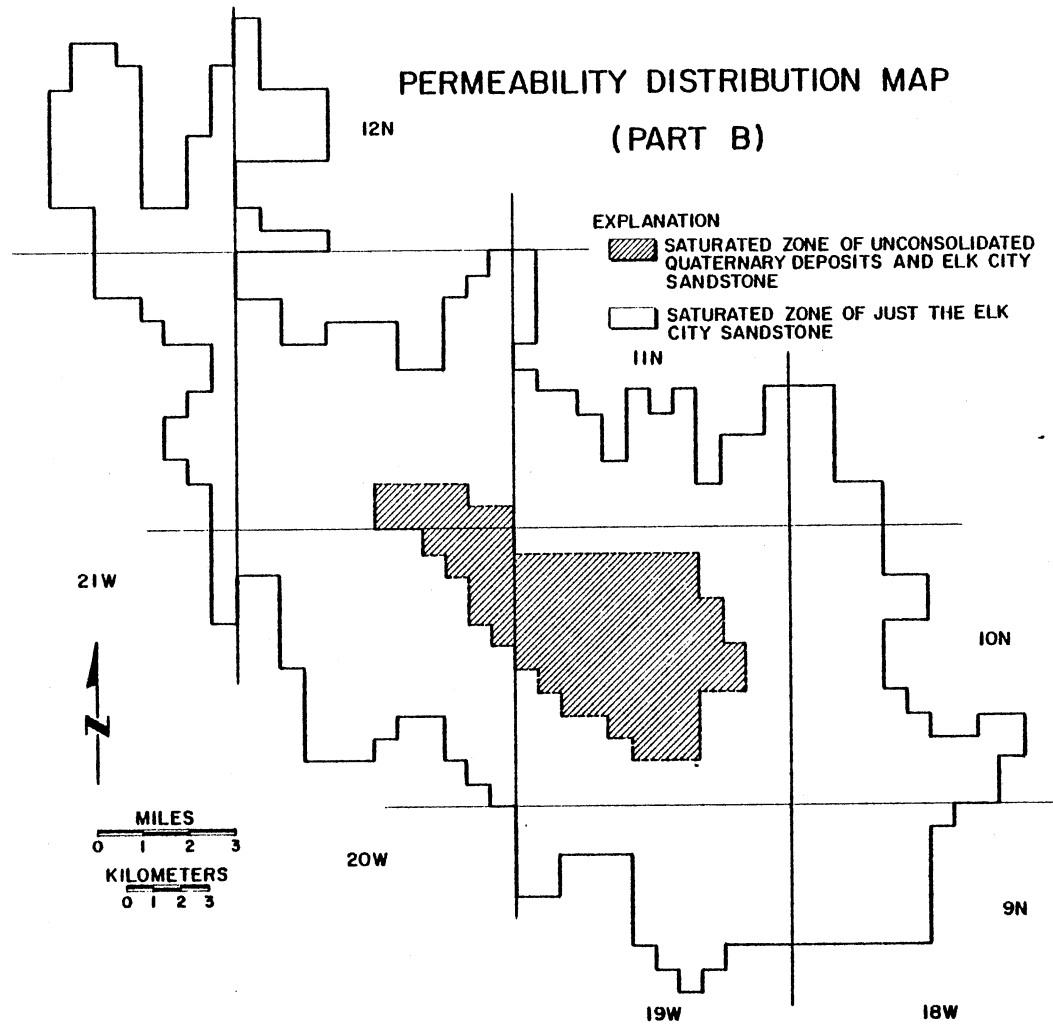 PERMEABILITY DISTRIBUTION MAP
(PART B)
12N
EXPLANATION
SATURATED ZONE OF UNCONSOLIDATED
QUATERNARY DEPOSITS AND ELK CITY
SANDSTONE
SATURATED ZONE OF JUST THE ELK
CITY SANDSTONE
11N
21W
10N
N
MILES
0 1 2 3
KILOMETERS
0 1 2 3
20W
9N
19W
18W